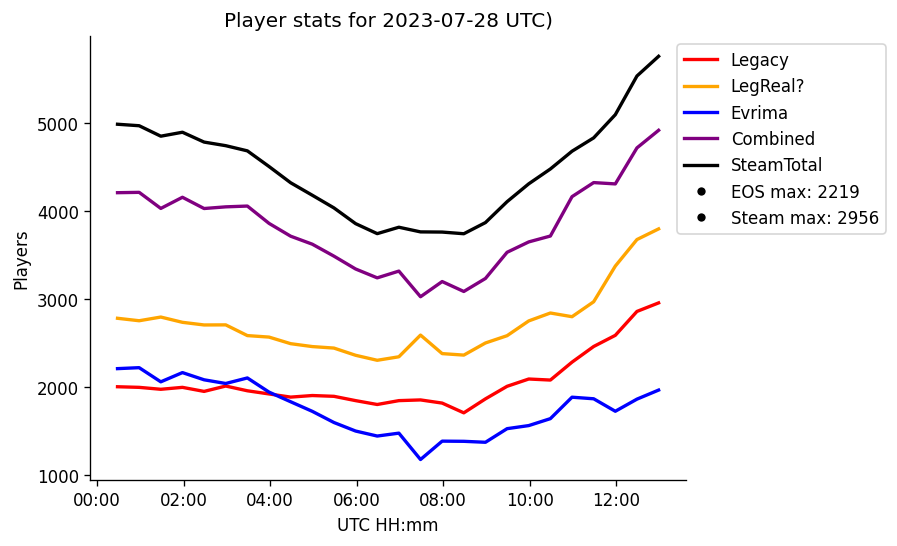 Player stats for 2023-07-28 UTC)
Legacy
LegReal?
Evrima
Combined
SteamTotal
EOS max: 2219
Steam max: 2956
5000
4000
3000
2000
1000
Players
00:00 02:00 04:00 06:00 08:00 10:00 12:00
UTC HH:mm